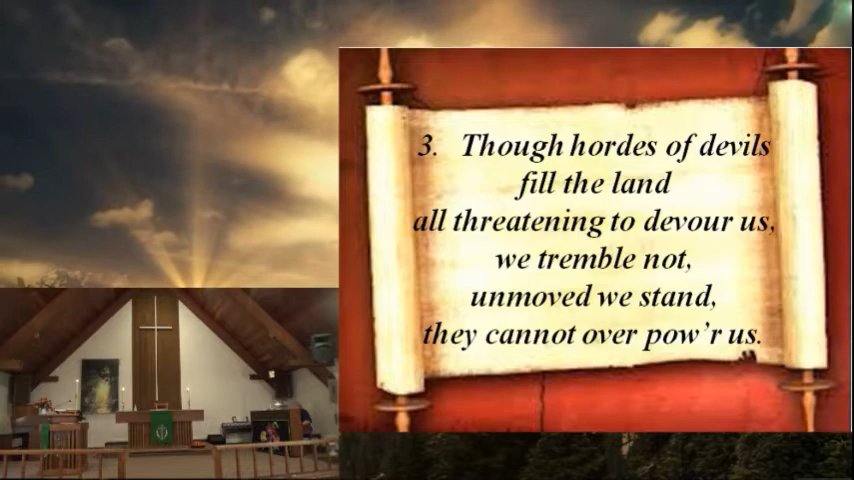 3. Though hordes of devils
fill the land
all threatening to devour us,
we tremble not,
unmoved we stand,
they cannot over pow'r us.